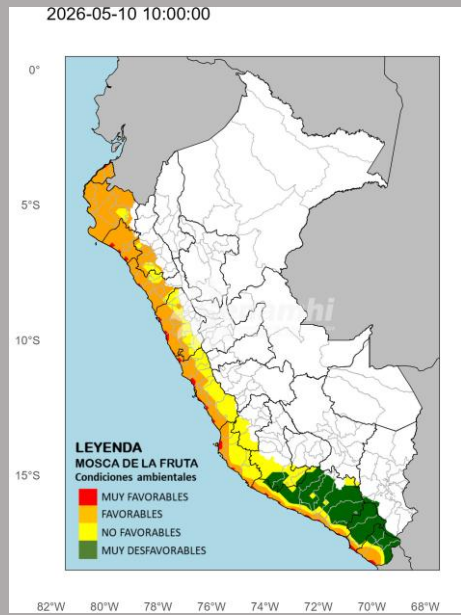 2026-05-10 10:00:00
0°
5°S
10°S
15°S
senamhi
LEYENDA
MOSCA DE LA FRUTA
Condiciones ambientales
MUY FAVORABLES
FAVORABLES
NO FAVORABLES
MUY DESFAVORABLES
82°W 80°W 78°W 76°W 74°W 72°W 70°W 68°W